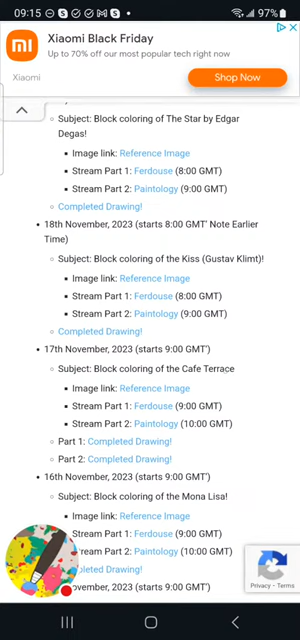 09:15
97%
Xiaomi Black Friday
Up to 70% off our most popular tech right now
Xiaomi
Shop Now
Subject: Block coloring of The Star by Edgar
Degas!
Image link: Reference Image
Stream Part 1: Ferdouse (8:00 GMT)
Stream Part 2: Paintology (9:00 GMT)
Completed Drawing!
18th November, 2023 (starts 8:00 GMT' Note Earlier
Time)
Subject: Block coloring of the Kiss (Gustav Klimt)!
Image link: Reference Image
Stream Part 1: Ferdouse (8:00 GMT)
Stream Part 2: Paintology (9:00 GMT)
Completed Drawing!
17th November, 2023 (starts 9:00 GMT')
Subject: Block coloring of the Cafe Terrace
Image link: Reference Image
Stream Part 1: Ferdouse (9:00 GMT)
Stream Part 2: Paintology (10:00 GMT)
Part 1: Completed Drawing!
Part 2: Completed Drawing!
16th November, 2023 (starts 9:00 GMT')
Subject: Block coloring of the Mona Lisa!
Image link: Reference Image
Part 1: Ferdouse (9:00 GMT)
Part 2: Paintology (10:00 GMT)
Drawing!
November, 2023 (starts 9:00 GMT')
Privacy - Terms